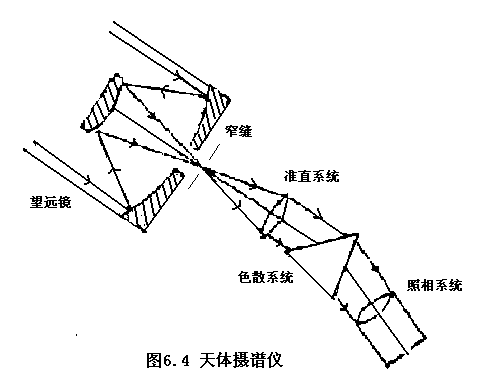 窄缝
准直系统
望远镜
色散系统
照相系统
图6.4 天体摄谱仪